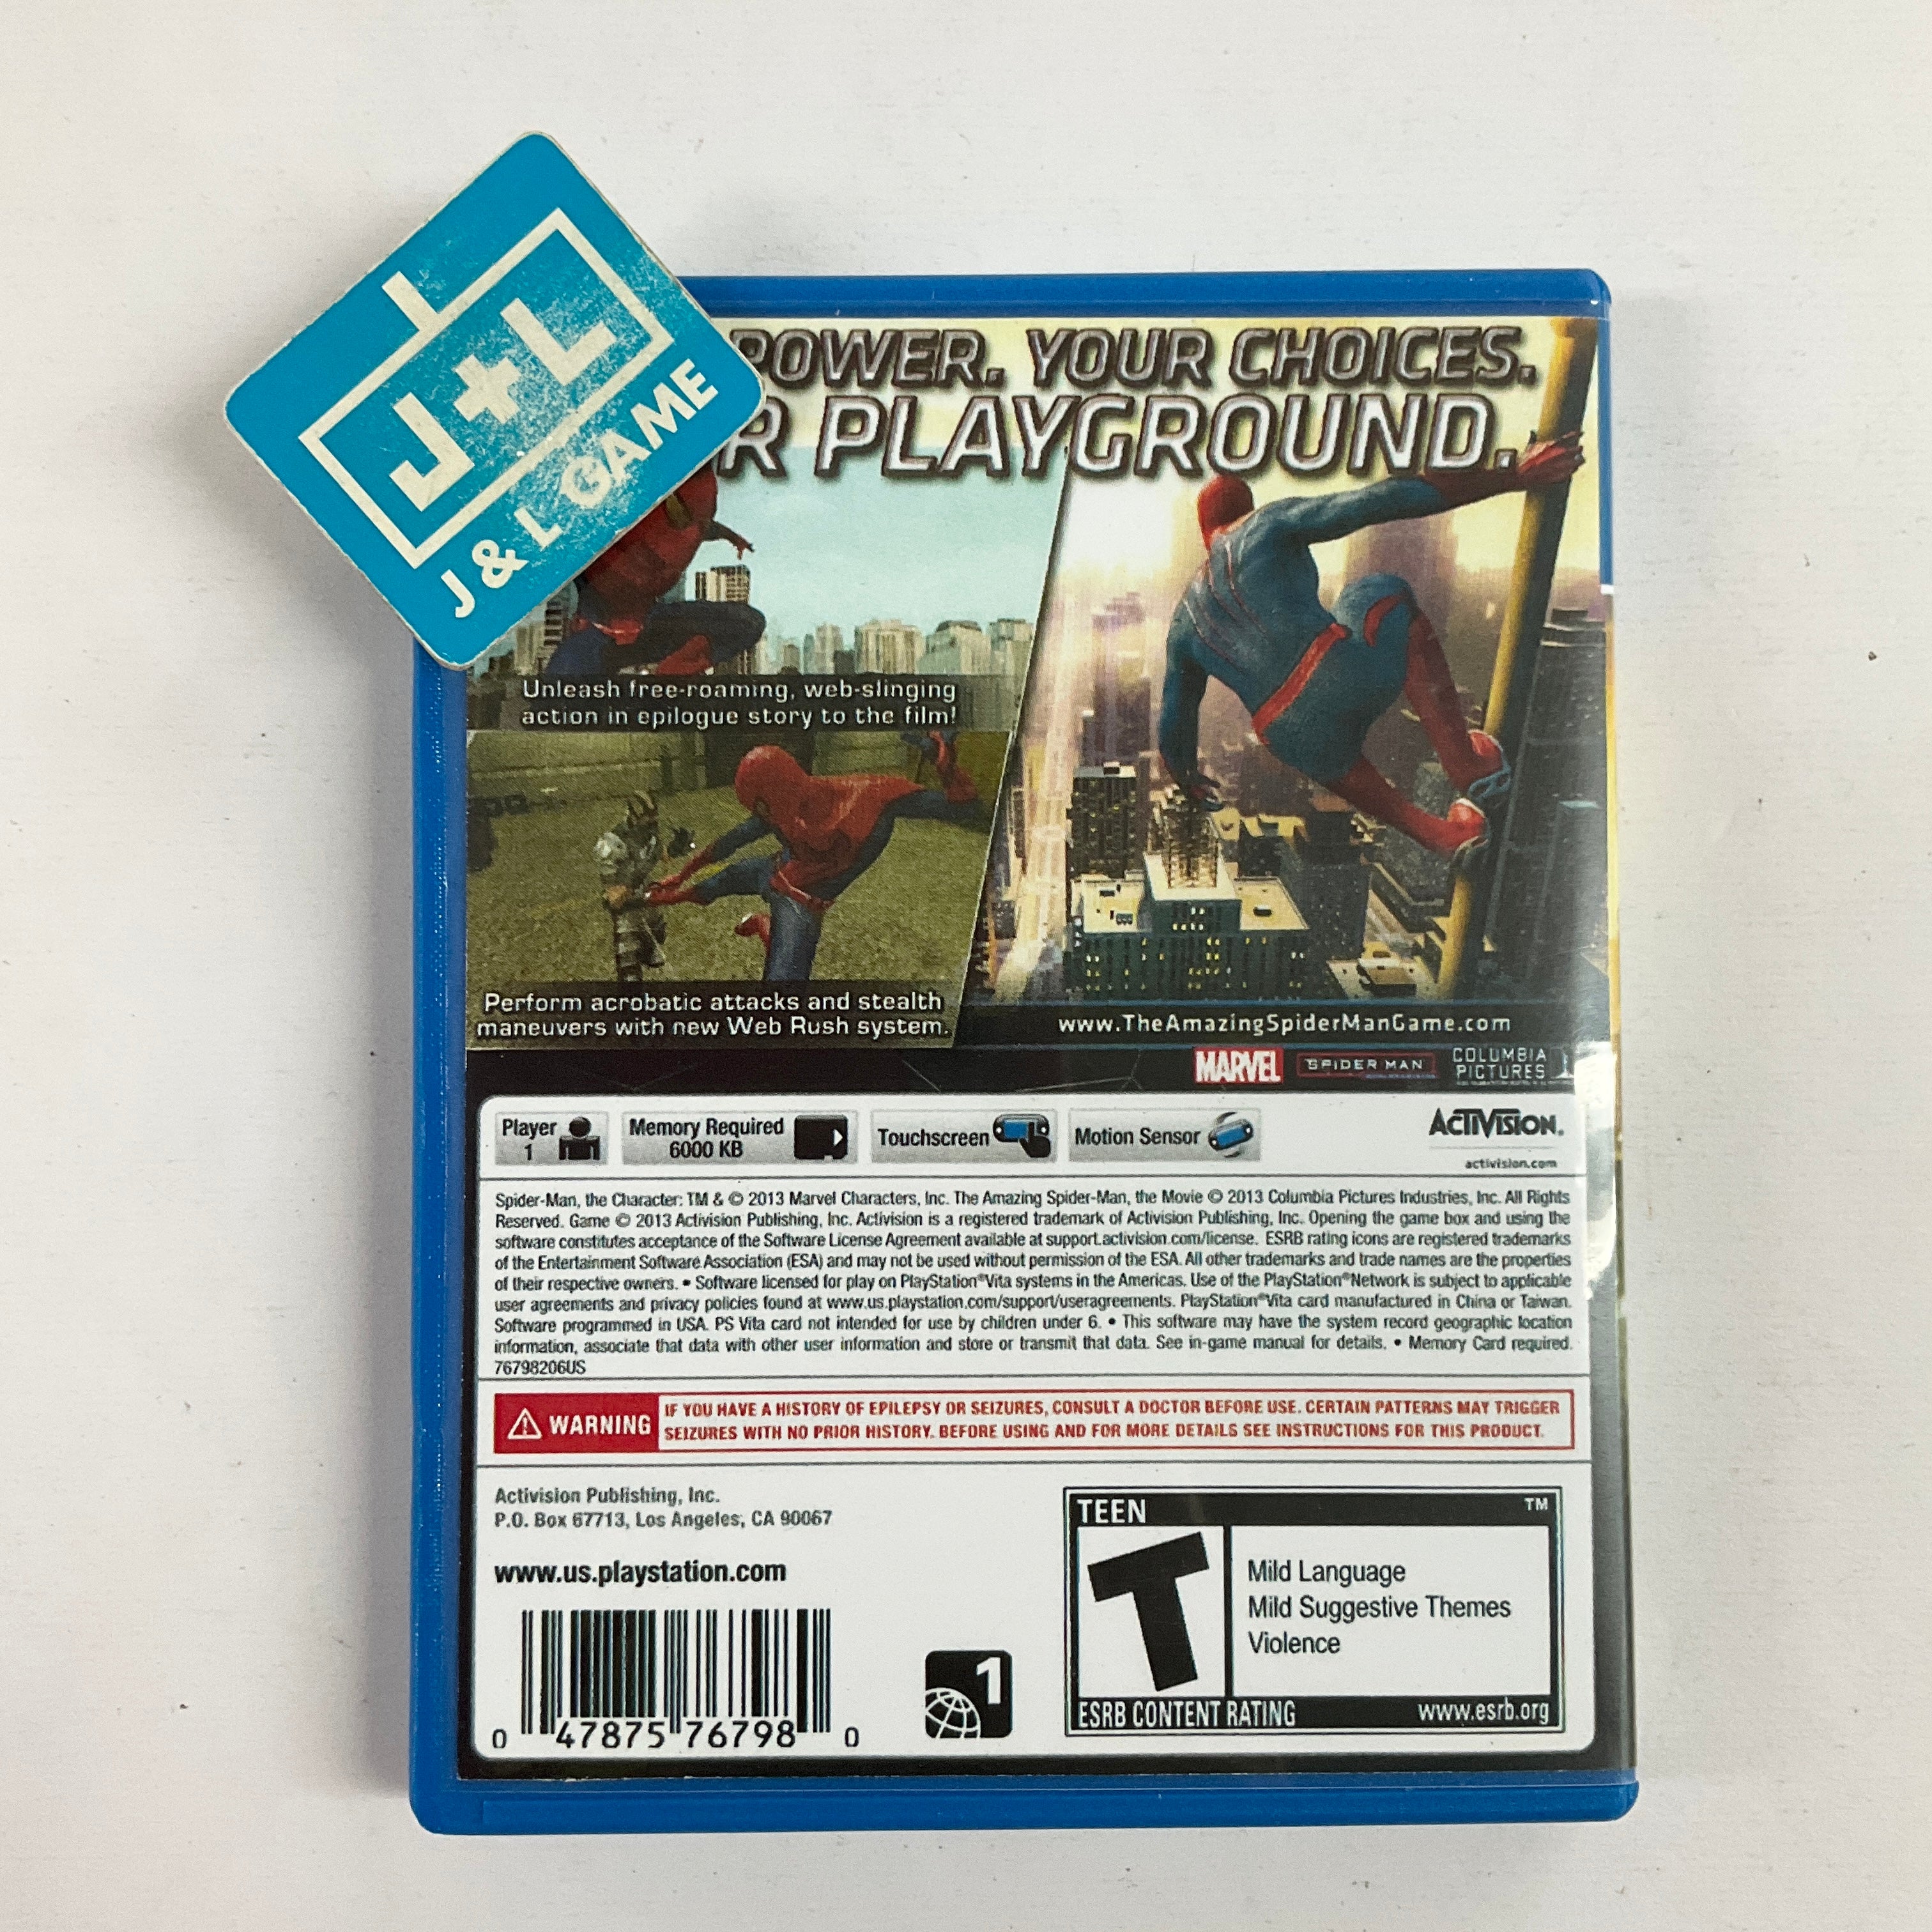 J+L
J & L GAME
POWER. YOUR CHOICES.
R PLAYGROUND.
Unleash free-roaming, web-slinging
action in epilogue story to the film!
Perform acrobatic attacks and stealth
maneuvers with new Web Rush system.
www.TheAmazingSpiderManGame.com
MARVEL SPIDER-MAN COLUMBIA
PICTURES
Player
1
Memory Required
6000 KB
Touchscreen
Motion Sensor
ACTIVISION.
activision.com
Spider-Man, the Character: TM & © 2013 Marvel Characters, Inc. The Amazing Spider-Man, the Movie © 2013 Columbia Pictures Industries, Inc. All Rights
Reserved. Game © 2013 Activision Publishing, Inc. Activision is a registered trademark of Activision Publishing, Inc. Opening the game box and using the
software constitutes acceptance of the Software License Agreement available at support.activision.com/license. ESRB rating icons are registered trademarks
of the Entertainment Software Association (ESA) and may not be used without permission of the ESA. All other trademarks and trade names are the properties
of their respective owners. • Software licensed for play on PlayStation®Vita systems in the Americas. Use of the PlayStation®Network is subject to applicable
user agreements and privacy policies found at www.us.playstation.com/support/useragreements. PlayStation®Vita card manufactured in China or Taiwan.
Software programmed in USA. PS Vita card not intended for use by children under 6. • This software may have the system record geographic location
information, associate that data with other user information and store or transmit that data. See in-game manual for details. • Memory Card required.
76798206US
WARNING
IF YOU HAVE A HISTORY OF EPILEPSY OR SEIZURES, CONSULT A DOCTOR BEFORE USE. CERTAIN PATTERNS MAY TRIGGER
SEIZURES WITH NO PRIOR HISTORY. BEFORE USING AND FOR MORE DETAILS SEE INSTRUCTIONS FOR THIS PRODUCT.
Activision Publishing, Inc.
P.O. Box 67713, Los Angeles, CA 90067
www.us.playstation.com
0 47875 76798 0
1
TEEN TM
T
Mild Language
Mild Suggestive Themes
Violence
ESRB CONTENT RATING www.esrb.org